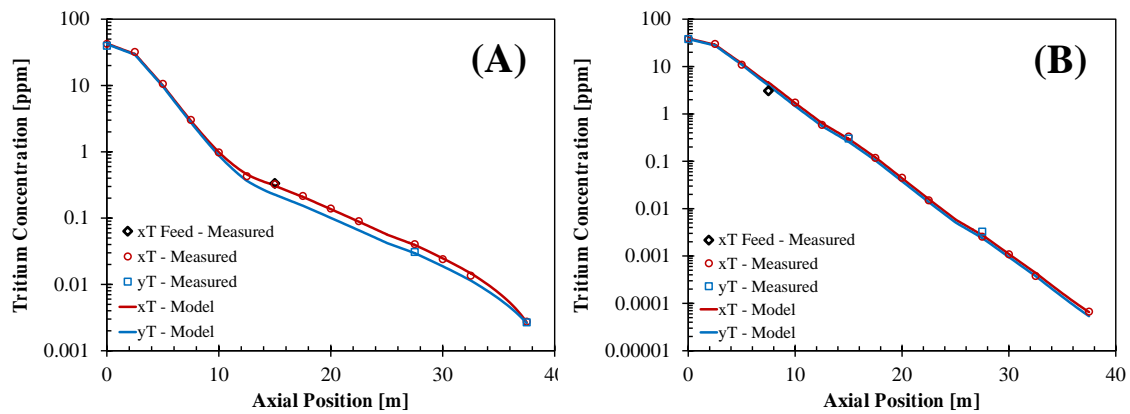 (A)
Tritium Concentration [ppm]
100
10
1
0.1
0.01
0.001
xT Feed - Measured
xT - Measured
yT - Measured
xT - Model
yT - Model
0
10
20
30
40
Axial Position [m]
(B)
Tritium Concentration [ppm]
100
10
1
0.1
0.01
0.001
0.0001
0.00001
xT Feed - Measured
xT - Measured
yT - Measured
xT - Model
yT - Model
0
10
20
30
40
Axial Position [m]